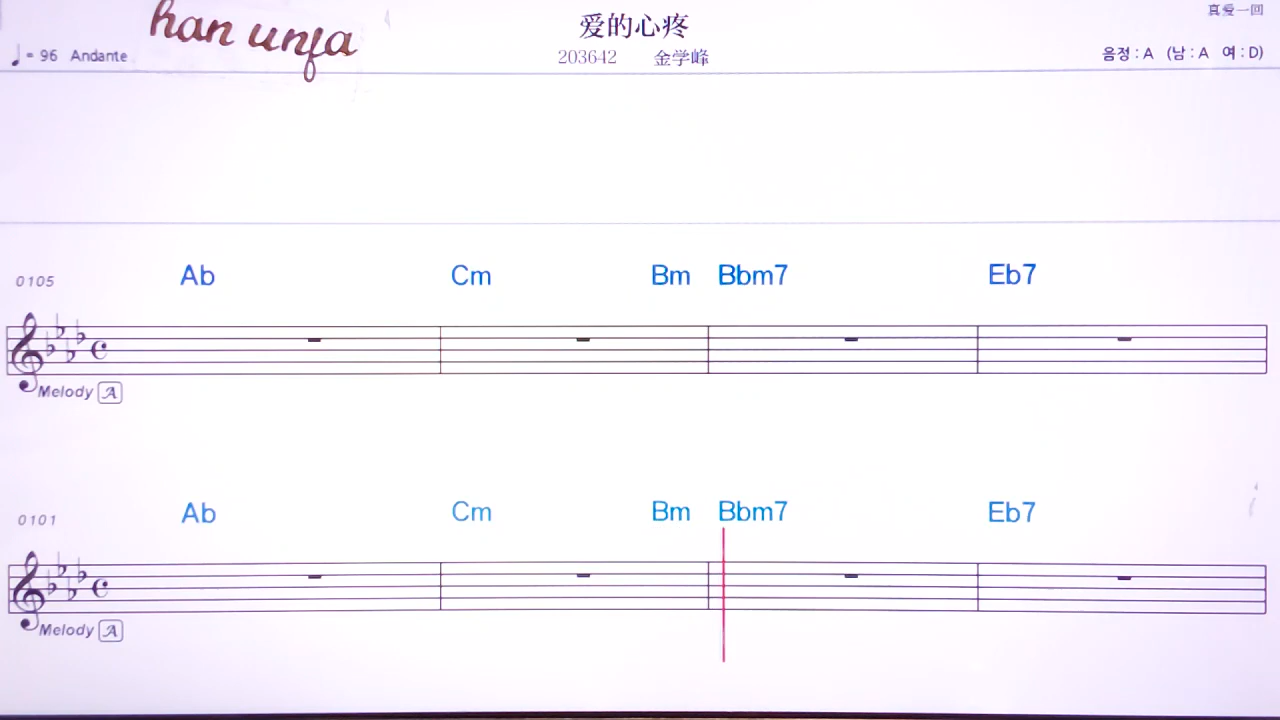 han unja
爱的心疼
真爱一回
♩= 96 Andante
203642 金学峰
음정 : A (남 : A 여 : D)
0105 Ab Cm Bm Bbm7 Eb7
Melody A
0101 Ab Cm Bm Bbm7 Eb7
Melody A